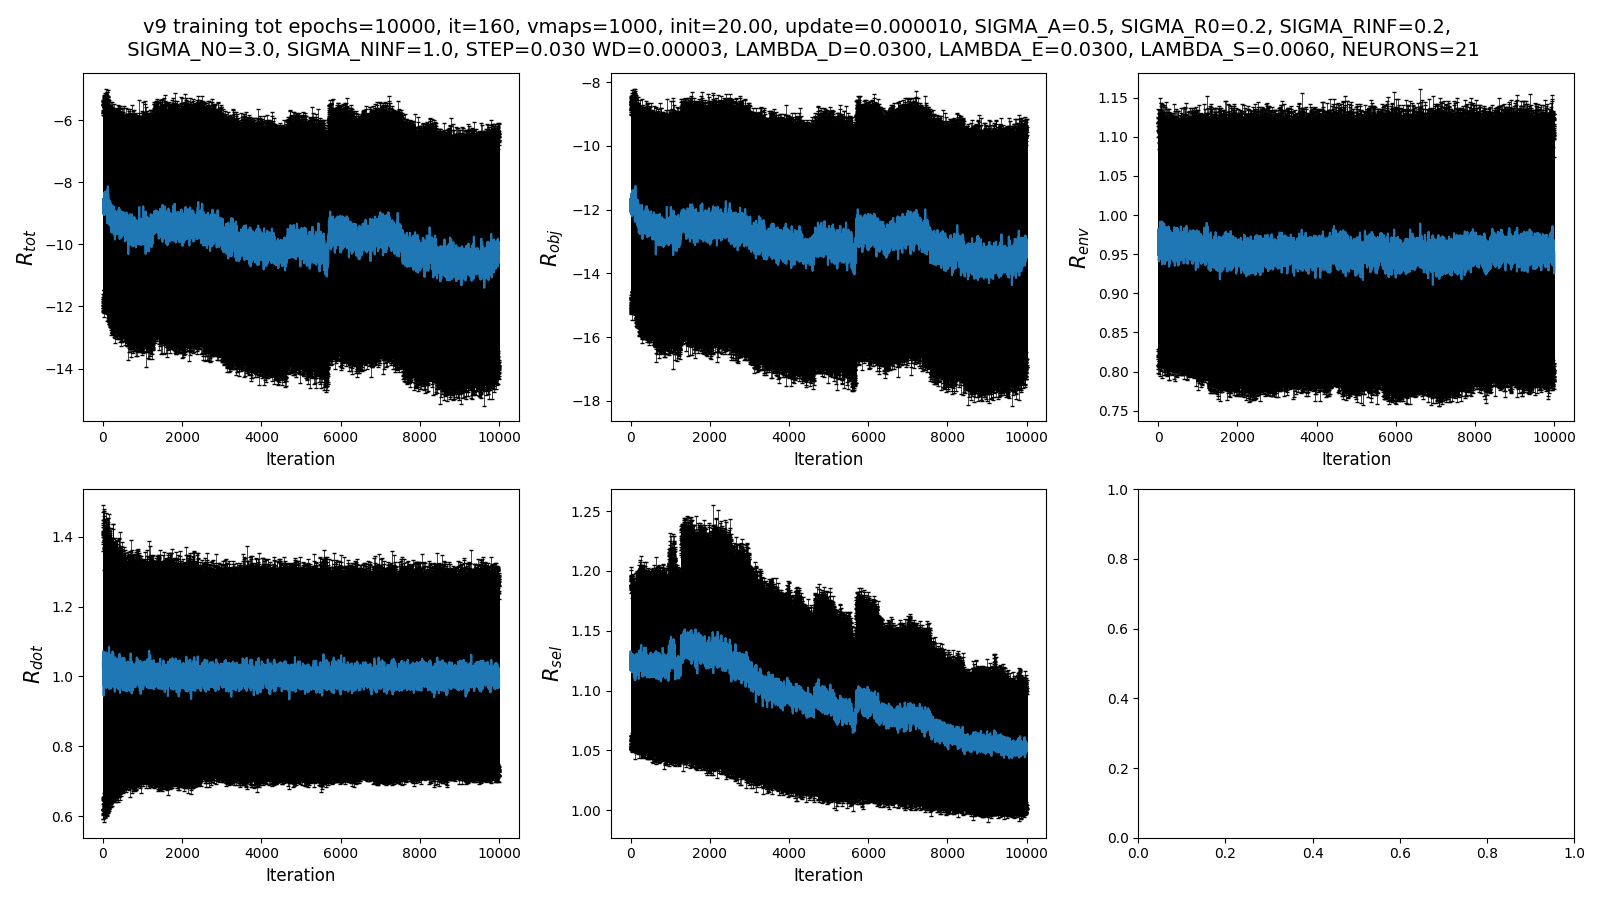 v9 training tot epochs=10000, it=160, vmaps=1000, init=20.00, update=0.000010, SIGMA_A=0.5, SIGMA_R0=0.2, SIGMA_RINF=0.2,
SIGMA_N0=3.0, SIGMA_NINF=1.0, STEP=0.030 WD=0.00003, LAMBDA_D=0.0300, LAMBDA_E=0.0300, LAMBDA_S=0.0060, NEURONS=21
R_tot
−6
−8
−10
−12
−14
0 2000 4000 6000 8000 10000
Iteration
R_obj
−8
−10
−12
−14
−16
−18
0 2000 4000 6000 8000 10000
Iteration
R_env
1.15
1.10
1.05
1.00
0.95
0.90
0.85
0.80
0.75
0 2000 4000 6000 8000 10000
Iteration
R_dot
1.4
1.2
1.0
0.8
0.6
0 2000 4000 6000 8000 10000
Iteration
R_sel
1.25
1.20
1.15
1.10
1.05
1.00
0 2000 4000 6000 8000 10000
Iteration
1.0
0.8
0.6
0.4
0.2
0.0
0.0 0.2 0.4 0.6 0.8 1.0